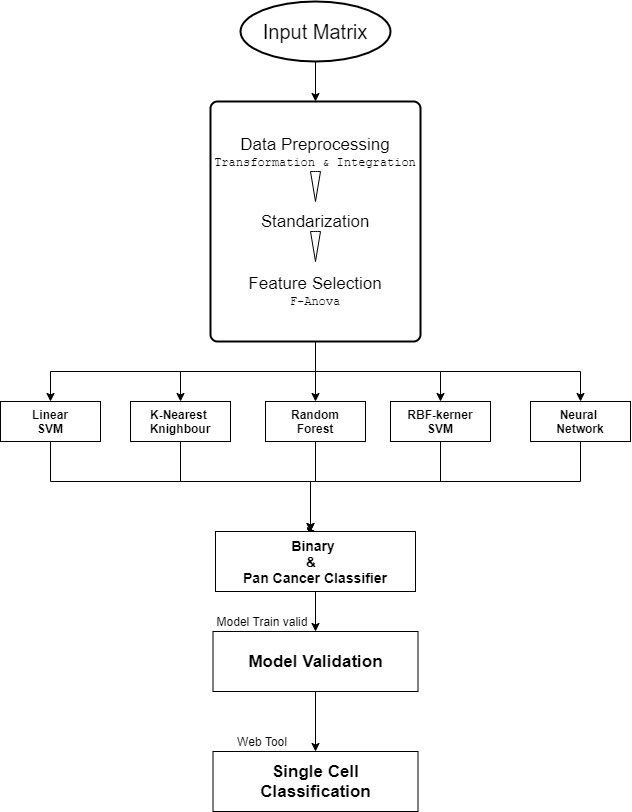 Input Matrix
Data Preprocessing
Transformation & Integration
Standarization
Feature Selection
F-Anova
Linear
SVM
K-Nearest
Knighbour
Random
Forest
RBF-kerner
SVM
Neural
Network
Binary
&
Pan Cancer Classifier
Model Train valid
Model Validation
Web Tool
Single Cell
Classification